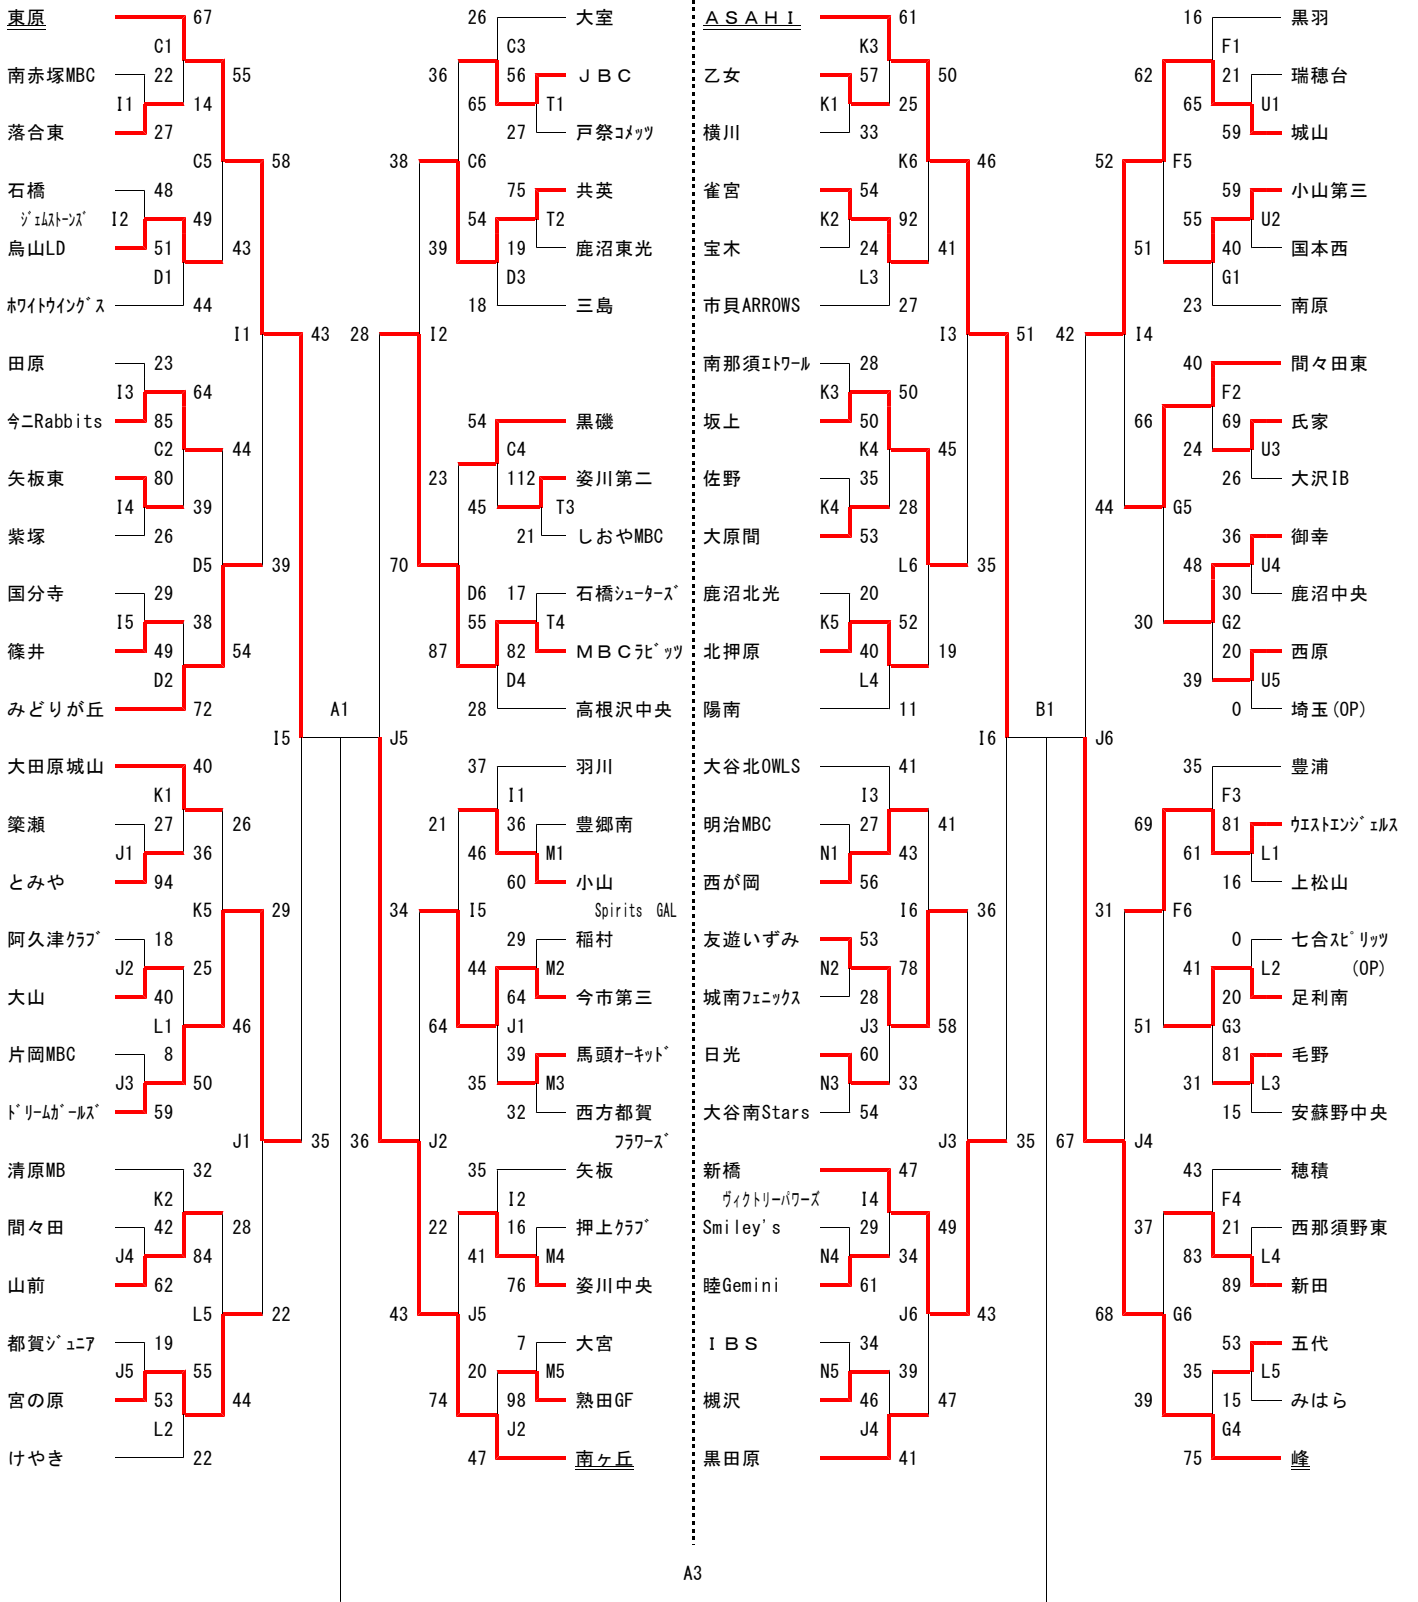 東原 67 26 大室 ＡＳＡＨＩ 61 16 黒羽
C1 C3 K3 F1
南赤塚MBC 22 55 36 56 ＪＢＣ 乙女 57 50 62 21 瑞穂台
I1 14 65 T1 K1 25 65 U1
落合東 27 27 戸祭ｺﾒｯﾂ 横川 33 59 城山
C5 58 38 C6 K6 46 52 F5
石橋 48 75 共英 雀宮 54 59 小山第三
ｼﾞｪﾑｽﾄｰﾝｽﾞ I2 49 54 T2 K2 92 55 U2
烏山LD 51 43 39 19 鹿沼東光 宝木 24 41 51 40 国本西
D1 D3 L3 G1
ﾎﾜｲﾄｳｲﾝｸﾞｽ 44 18 三島 市貝ARROWS 27 23 南原
I1 43 28 I2 I3 51 42 I4
田原 23 南那須ｴﾄﾜｰﾙ 28 40 間々田東
I3 64 K3 50 F2
今二Rabbits 85 54 黒磯 坂上 50 66 69 氏家
C2 44 C4 K4 45 24 U3
矢板東 80 23 112 姿川第二 佐野 35 26 大沢IB
I4 39 45 T3 K4 28 44 G5
紫塚 26 21 しおやMBC 大原間 53 36 御幸
D5 39 70 L6 35 48 U4
国分寺 29 D6 17 石橋ｼｭｰﾀｰｽﾞ 鹿沼北光 20 30 鹿沼中央
I5 38 55 T4 K5 52 30 G2
篠井 49 54 87 82 ＭＢＣﾗﾋﾞｯﾂ 北押原 40 19 20 西原
D2 D4 L4 39 U5
みどりが丘 72 A1 28 高根沢中央 陽南 11 B1 0 埼玉(OP)
I5 J5 I6 J6
大田原城山 40 37 羽川 大谷北OWLS 41 35 豊浦
K1 I1 I3 F3
簗瀬 27 26 21 36 豊郷南 明治MBC 27 41 69 81 ｳｴｽﾄｴﾝｼﾞｪﾙｽ
J1 36 46 M1 N1 43 61 L1
とみや 94 60 小山 西が岡 56 16 上松山
K5 29 34 I5 Spirits GAL I6 36 31 F6
阿久津ｸﾗﾌﾞ 18 29 稲村 友遊いずみ 53 0 七合ｽﾋﾟﾘｯﾂ
J2 25 44 M2 N2 78 41 L2 (OP)
大山 40 64 今市第三 城南ﾌｪﾆｯｸｽ 28 20 足利南
L1 46 64 J1 J3 58 51 G3
片岡MBC 8 39 馬頭ｵｰｷｯﾄﾞ 日光 60 81 毛野
J3 50 35 M3 N3 33 31 L3
ﾄﾞﾘｰﾑｶﾞｰﾙｽﾞ 59 32 西方都賀 大谷南Stars 54 15 安蘇野中央
J1 35 36 J2 ﾌﾗﾜｰｽﾞ J3 35 67 J4
清原MB 32 35 矢板 新橋 47 43 穂積
K2 I2 ヴｨｸﾄﾘｰﾊﾟﾜｰｽﾞ I4 F4
間々田 42 28 22 16 押上ｸﾗﾌﾞ Smiley's 29 49 37 21 西那須野東
J4 84 41 M4 N4 34 83 L4
山前 62 76 姿川中央 睦Gemini 61 89 新田
L5 22 43 J5 J6 43 68 G6
都賀ｼﾞｭﾆｱ 19 7 大宮 ＩＢＳ 34 53 五代
J5 55 20 M5 N5 39 35 L5
宮の原 53 44 74 98 熟田GF 槻沢 46 47 39 15 みはら
L2 J2 J4 G4
けやき 22 47 南ヶ丘 黒田原 41 75 峰
A3